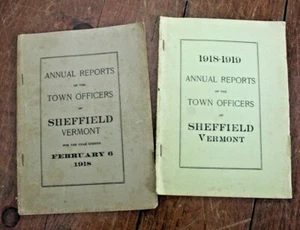 ANNUAL REPORTS
OF THE
TOWN OFFICERS
OF
SHEFFIELD
VERMONT
FOR THE YEAR ENDING
FEBRUARY 6
1918
1918-1919
ANNUAL REPORTS
OF THE
TOWN OFFICERS
OF
SHEFFIELD
VERMONT